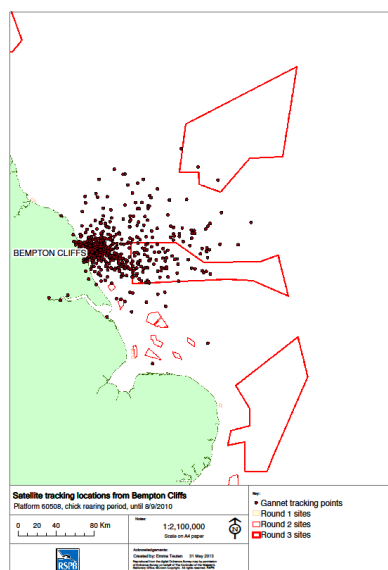 BEMPTON CLIFFS
Satellite tracking locations from Bempton Cliffs
Platform 60508, chick rearing period, until 8/9/2010
0 20 40 80 Km
Notes:
1:2,100,000
Scale on A4 paper
RSPB
Acknowledgements:
Created by: Emma Teuten 31 May 2013
Key:
Gannet tracking points
Round 1 sites
Round 2 sites
Round 3 sites